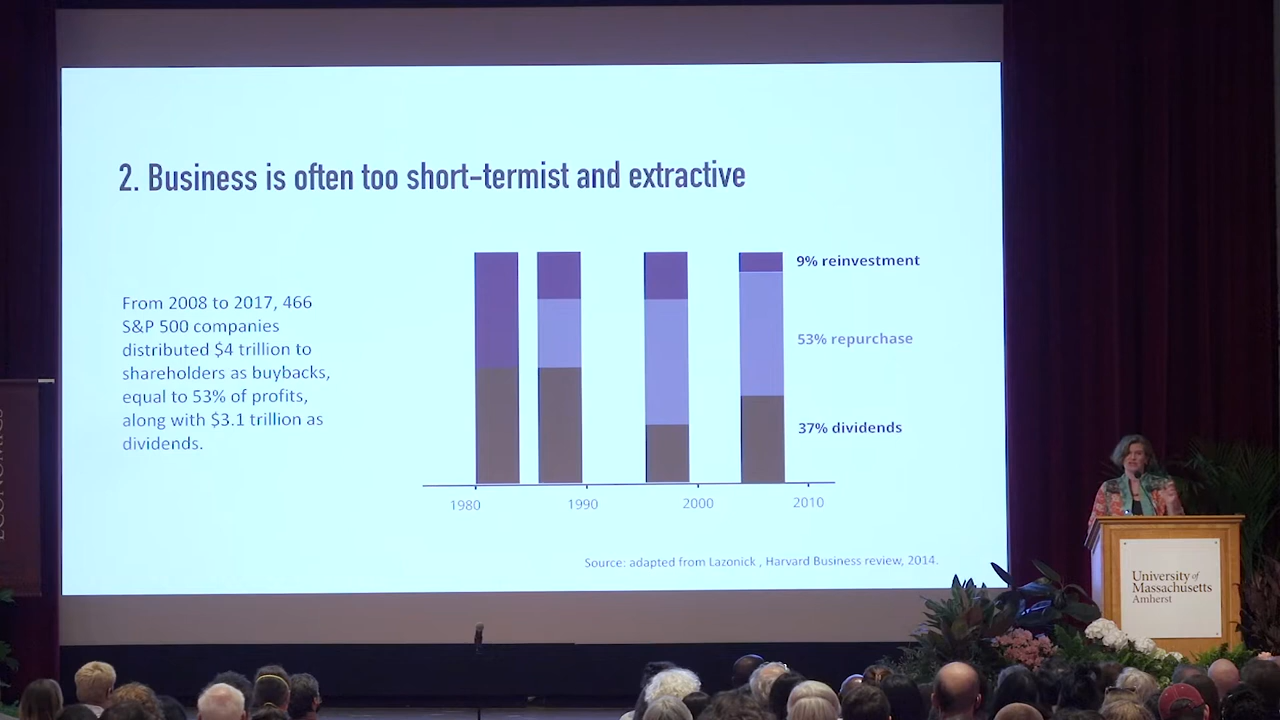 2. Business is often too short-termist and extractive
From 2008 to 2017, 466
S&P 500 companies
distributed $4 trillion to
shareholders as buybacks,
equal to 53% of profits,
along with $3.1 trillion as
dividends.
9% reinvestment
53% repurchase
37% dividends
1980 1990 2000 2010
Source: adapted from Lazonick , Harvard Business review, 2014.
ECONOMICS
University of
Massachusetts
Amherst